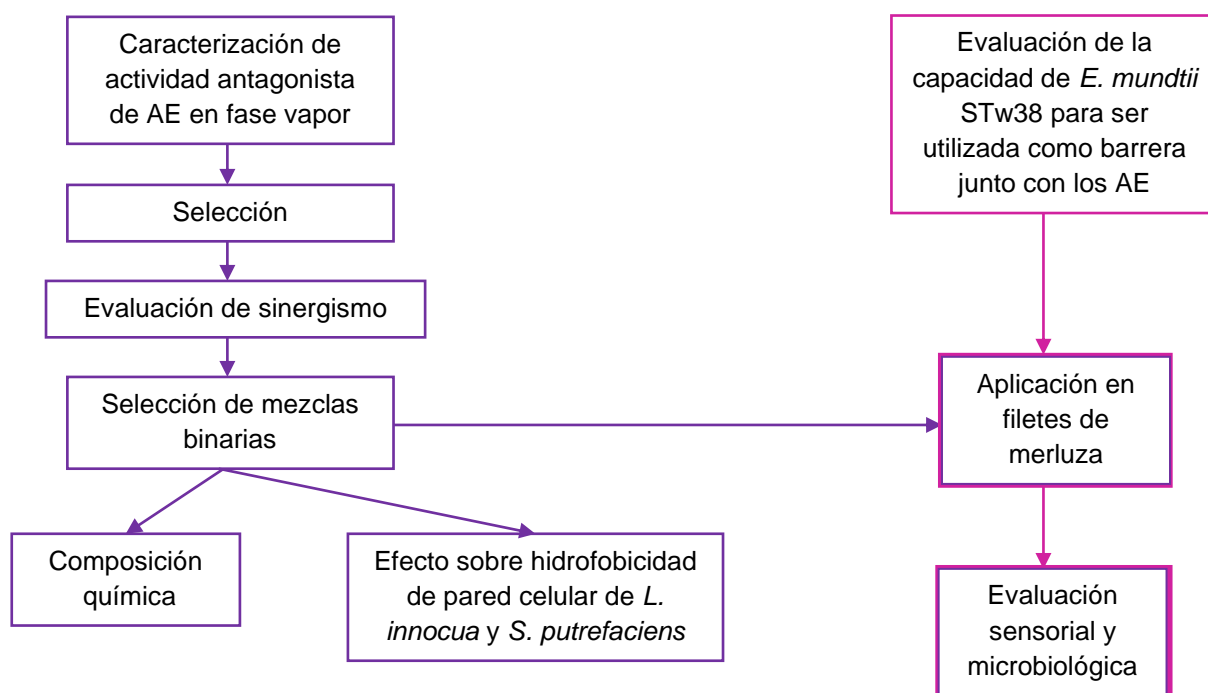 Caracterización de
actividad antagonista
de AE en fase vapor
Selección
Evaluación de sinergismo
Selección de mezclas
binarias
Composición
química
Efecto sobre hidrofobicidad
de pared celular de L.
innocua y S. putrefaciens
Evaluación de la
capacidad de E. mundtii
STw38 para ser
utilizada como barrera
junto con los AE
Aplicación en
filetes de
merluza
Evaluación
sensorial y
microbiológica